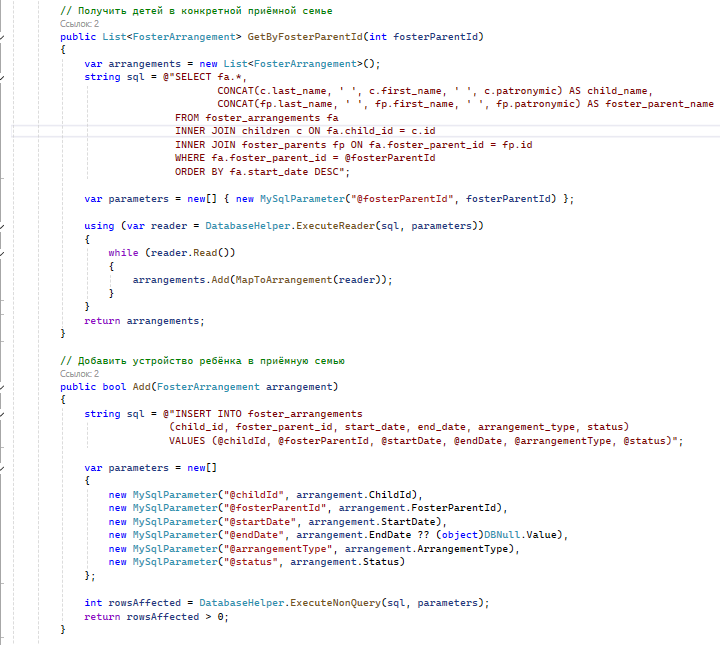 // Получить детей в конкретной приёмной семье
Ссылок: 2
public List<FosterArrangement> GetByFosterParentId(int fosterParentId)
{
var arrangements = new List<FosterArrangement>();
string sql = @"SELECT fa.*,
CONCAT(c.last_name, ' ', c.first_name, ' ', c.patronymic) AS child_name,
CONCAT(fp.last_name, ' ', fp.first_name, ' ', fp.patronymic) AS foster_parent_name
FROM foster_arrangements fa
INNER JOIN children c ON fa.child_id = c.id
INNER JOIN foster_parents fp ON fa.foster_parent_id = fp.id
WHERE fa.foster_parent_id = @fosterParentId
ORDER BY fa.start_date DESC";
var parameters = new[] { new MySqlParameter("@fosterParentId", fosterParentId) };
using (var reader = DatabaseHelper.ExecuteReader(sql, parameters))
{
while (reader.Read())
{
arrangements.Add(MapToArrangement(reader));
}
}
return arrangements;
}
// Добавить устройство ребёнка в приёмную семью
Ссылок: 2
public bool Add(FosterArrangement arrangement)
{
string sql = @"INSERT INTO foster_arrangements
(child_id, foster_parent_id, start_date, end_date, arrangement_type, status)
VALUES (@childId, @fosterParentId, @startDate, @endDate, @arrangementType, @status)";
var parameters = new[]
{
new MySqlParameter("@childId", arrangement.ChildId),
new MySqlParameter("@fosterParentId", arrangement.FosterParentId),
new MySqlParameter("@startDate", arrangement.StartDate),
new MySqlParameter("@endDate", arrangement.EndDate ?? (object)DBNull.Value),
new MySqlParameter("@arrangementType", arrangement.ArrangementType),
new MySqlParameter("@status", arrangement.Status)
};
int rowsAffected = DatabaseHelper.ExecuteNonQuery(sql, parameters);
return rowsAffected > 0;
}